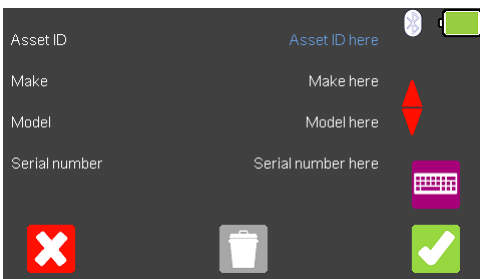 Asset ID Asset ID here
Make Make here
Model Model here
Serial number Serial number here